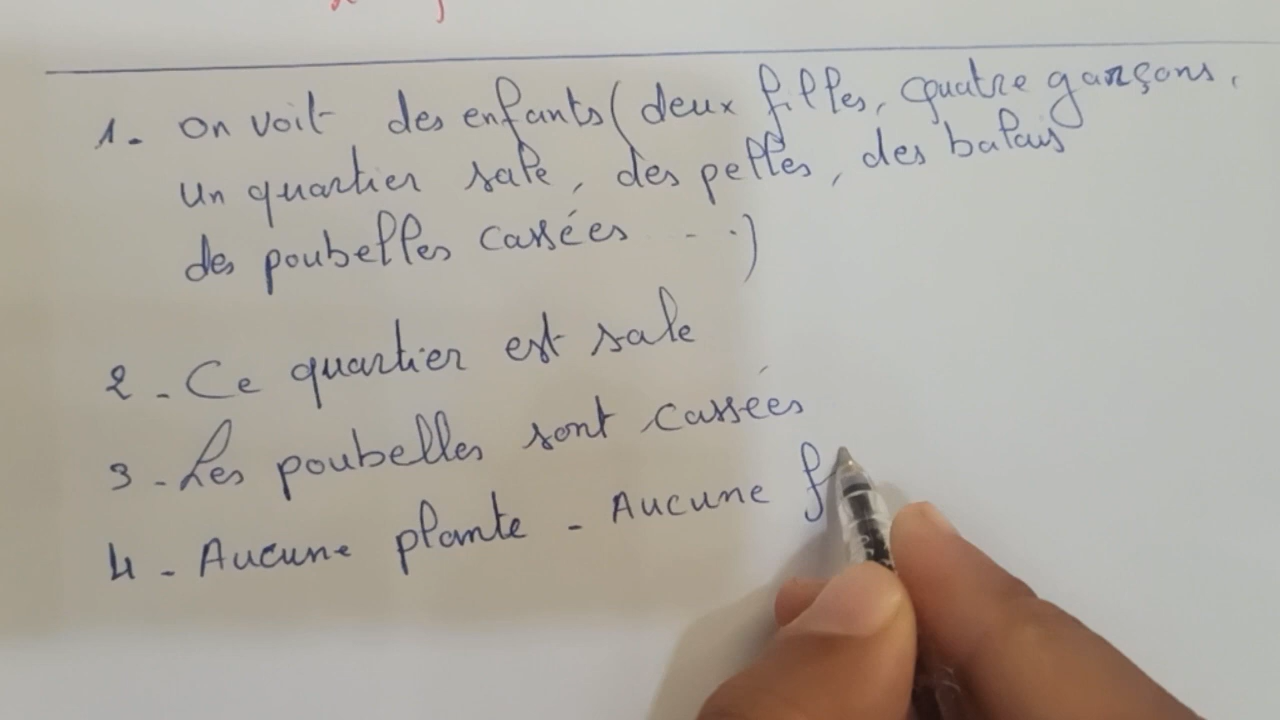 1. On voit des enfants (deux filles, quatre garçons,
un quartier sale, des pelles, des balais
des poubelles cassées - .)
2. Ce quartier est sale
3. Les poubelles sont cassées
4. Aucune plante - Aucune f